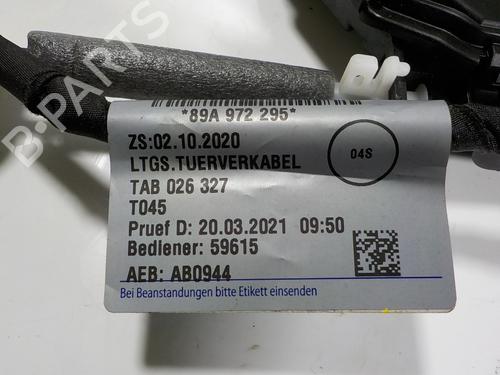 B-PARTS
*89A 972 295*
ZS:02.10.2020
LTGS.TUERVERKABEL
04S
TAB 026 327
T045
Pruef D: 20.03.2021 09:50
Bediener: 59615
AEB: AB0944
Bei Beanstandungen bitte Etikett einsenden